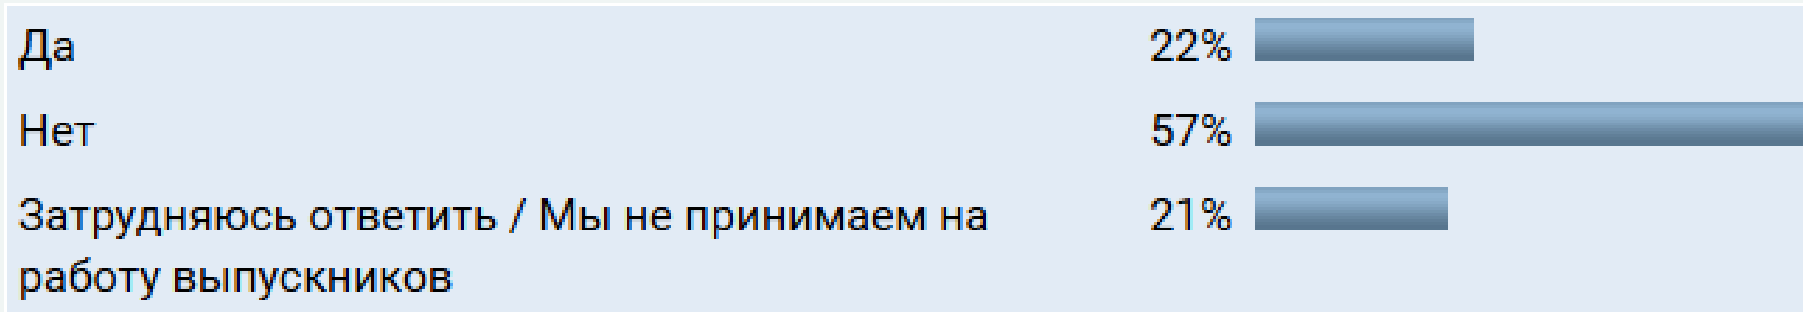 Да 22%
Нет 57%
Затрудняюсь ответить / Мы не принимаем на 21%
работу выпускников